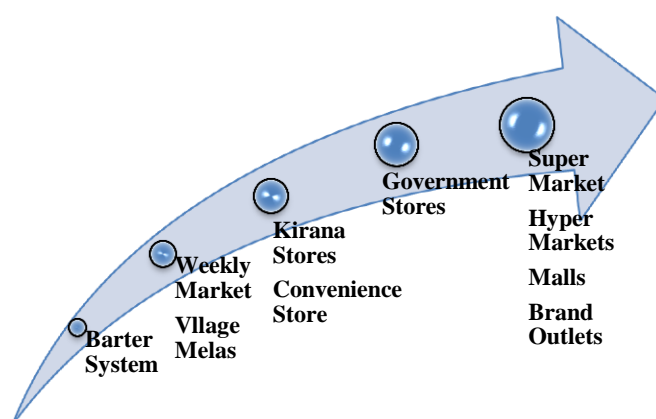 Barter
System
Weekly
Market
Vllage
Melas
Kirana
Stores
Convenience
Store
Government
Stores
Super
Market
Hyper
Markets
Malls
Brand
Outlets